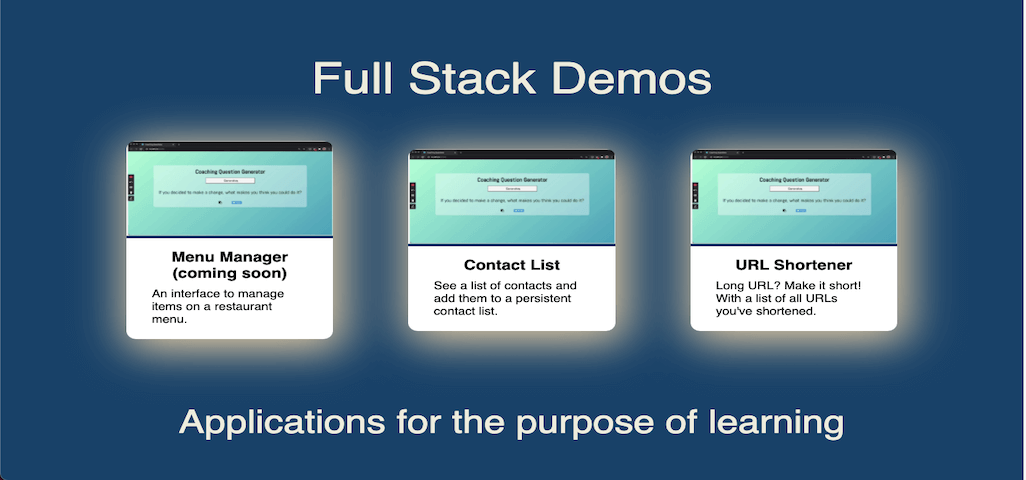 Full Stack Demos
Coaching Question Generator
If you decided to make a change, what makes you think you could do it?
Menu Manager
(coming soon)
An interface to manage
items on a restaurant
menu.
Coaching Question Generator
If you decided to make a change, what makes you think you could do it?
Contact List
See a list of contacts and
add them to a persistent
contact list.
Coaching Question Generator
If you decided to make a change, what makes you think you could do it?
URL Shortener
Long URL? Make it short!
With a list of all URLs
you've shortened.
Applications for the purpose of learning